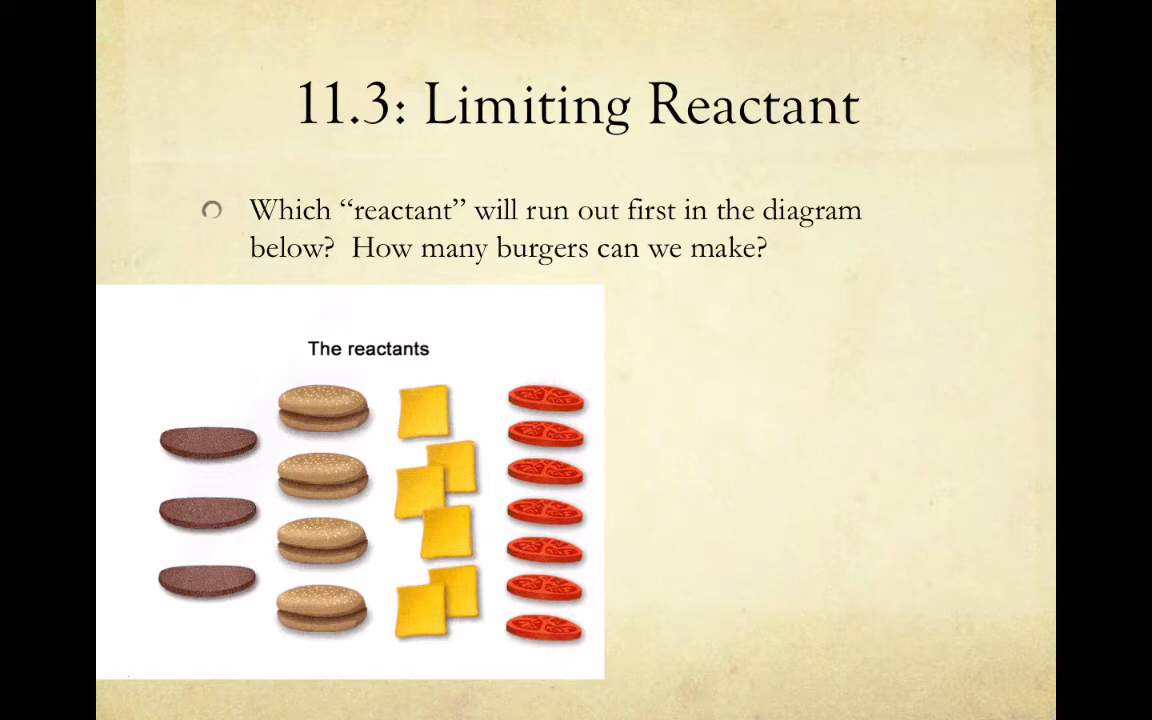 11.3: Limiting Reactant
Which “reactant” will run out first in the diagram
below?  How many burgers can we make?
The reactants